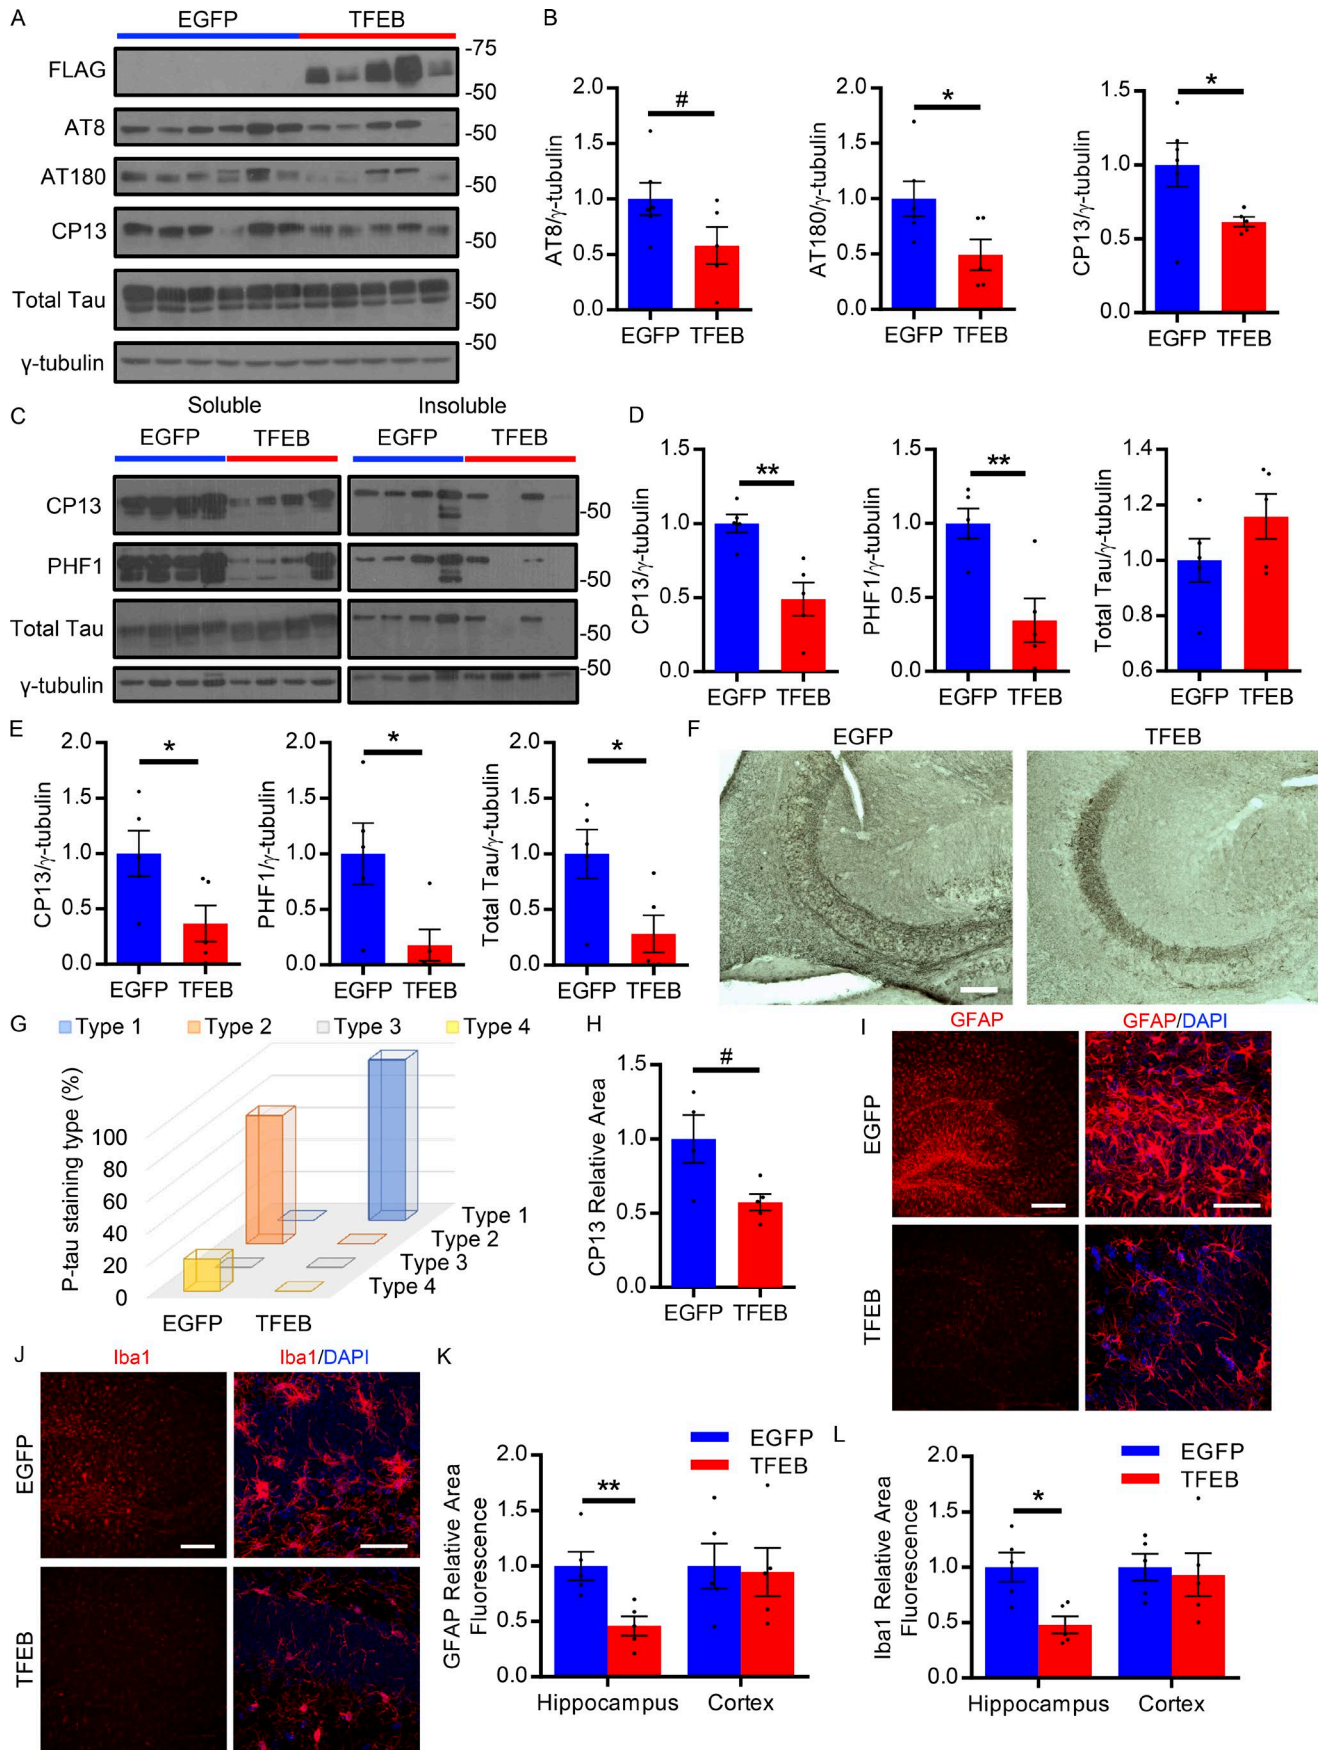 A
EGFP TFEB
FLAG
-75
-50
AT8
-50
AT180
-50
CP13
-50
Total Tau
-50
γ-tubulin
-50
B
AT8/γ-tubulin
2.0
1.5
1.0
0.5
0.0
#
EGFP TFEB
AT180/γ-tubulin
2.0
1.5
1.0
0.5
0.0
*
EGFP TFEB
CP13/γ-tubulin
1.5
1.0
0.5
0.0
*
EGFP TFEB
C
Soluble Insoluble
EGFP TFEB EGFP TFEB
CP13
-50
PHF1
-50
Total Tau
-50
γ-tubulin
-50
D
CP13/γ-tubulin
1.5
1.0
0.5
0.0
**
EGFP TFEB
PHF1/γ-tubulin
1.5
1.0
0.5
0.0
**
EGFP TFEB
Total Tau/γ-tubulin
1.4
1.2
1.0
0.8
0.6
EGFP TFEB
E
CP13/γ-tubulin
2.0
1.5
1.0
0.5
0.0
*
EGFP TFEB
PHF1/γ-tubulin
2.0
1.5
1.0
0.5
0.0
*
EGFP TFEB
Total Tau/γ-tubulin
2.0
1.5
1.0
0.5
0.0
*
EGFP TFEB
F
EGFP TFEB
G
Type 1 Type 2 Type 3 Type 4
P-tau staining type (%)
100
80
60
40
20
0
Type 1
Type 2
Type 3
Type 4
EGFP TFEB
H
CP13 Relative Area
1.5
1.0
0.5
0.0
#
EGFP TFEB
I
GFAP GFAP/DAPI
EGFP
TFEB
J
Iba1 Iba1/DAPI
EGFP
TFEB
K
EGFP
TFEB
GFAP Relative Area
Fluorescence
2.0
1.5
1.0
0.5
0.0
**
Hippocampus Cortex
L
EGFP
TFEB
Iba1 Relative Area
Fluorescence
2.0
1.5
1.0
0.5
0.0
*
Hippocampus Cortex